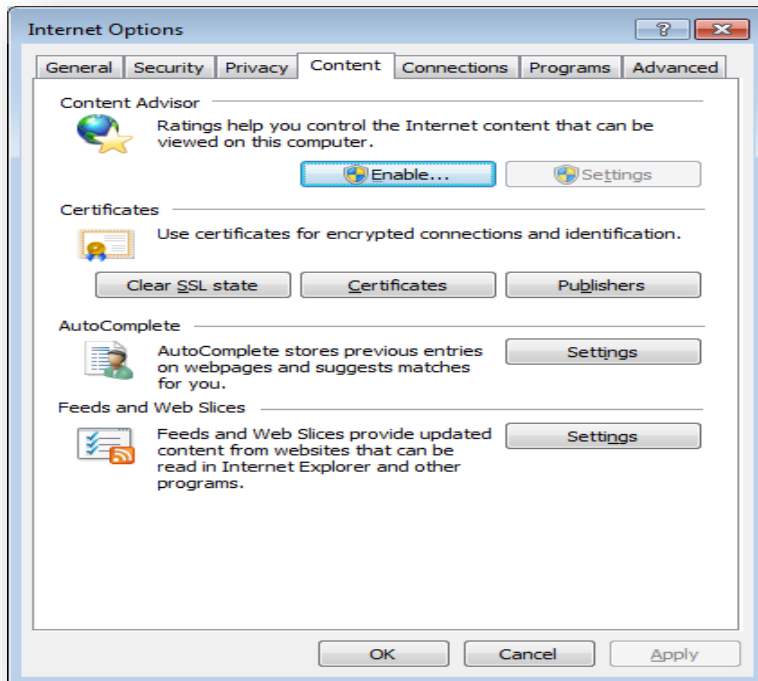 Internet Options
General Security Privacy Content Connections Programs Advanced
Content Advisor
Ratings help you control the Internet content that can be
viewed on this computer.
Enable... Settings
Certificates
Use certificates for encrypted connections and identification.
Clear SSL state Certificates Publishers
AutoComplete
AutoComplete stores previous entries
on webpages and suggests matches
for you.
Settings
Feeds and Web Slices
Feeds and Web Slices provide updated
content from websites that can be
read in Internet Explorer and other
programs.
Settings
OK Cancel Apply